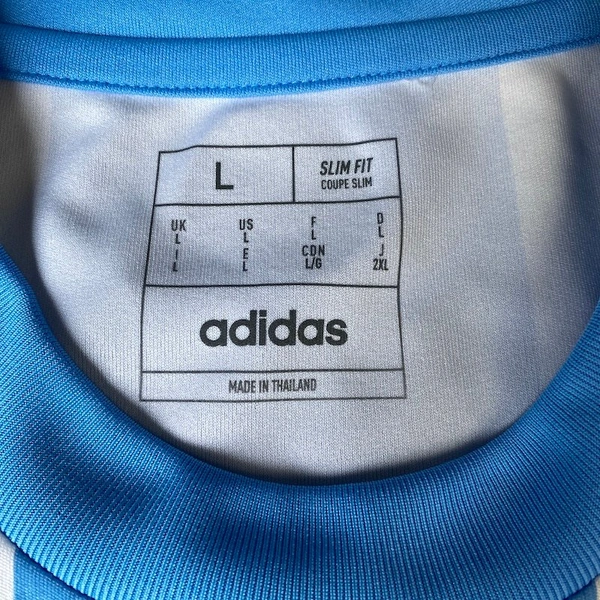 L
SLIM FIT
COUPE SLIM
UK US F D
L L L L
I E CDN J
L L L/G 2XL
adidas
MADE IN THAILAND